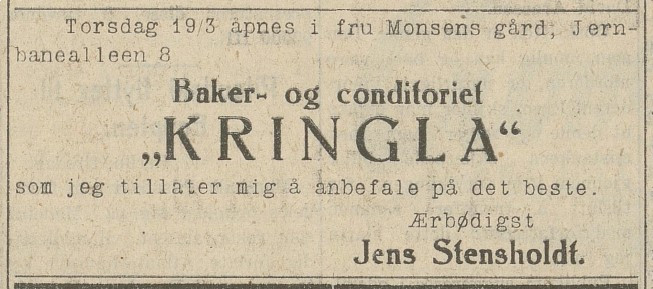 Torsdag 19/3 åpnes i fru Monsens gård, Jern-
banealleen 8
Baker- og conditoriet
„KRINGLA“
som jeg tillater mig å anbefale på det beste.
Ærbødigst
Jens Stensholdt.